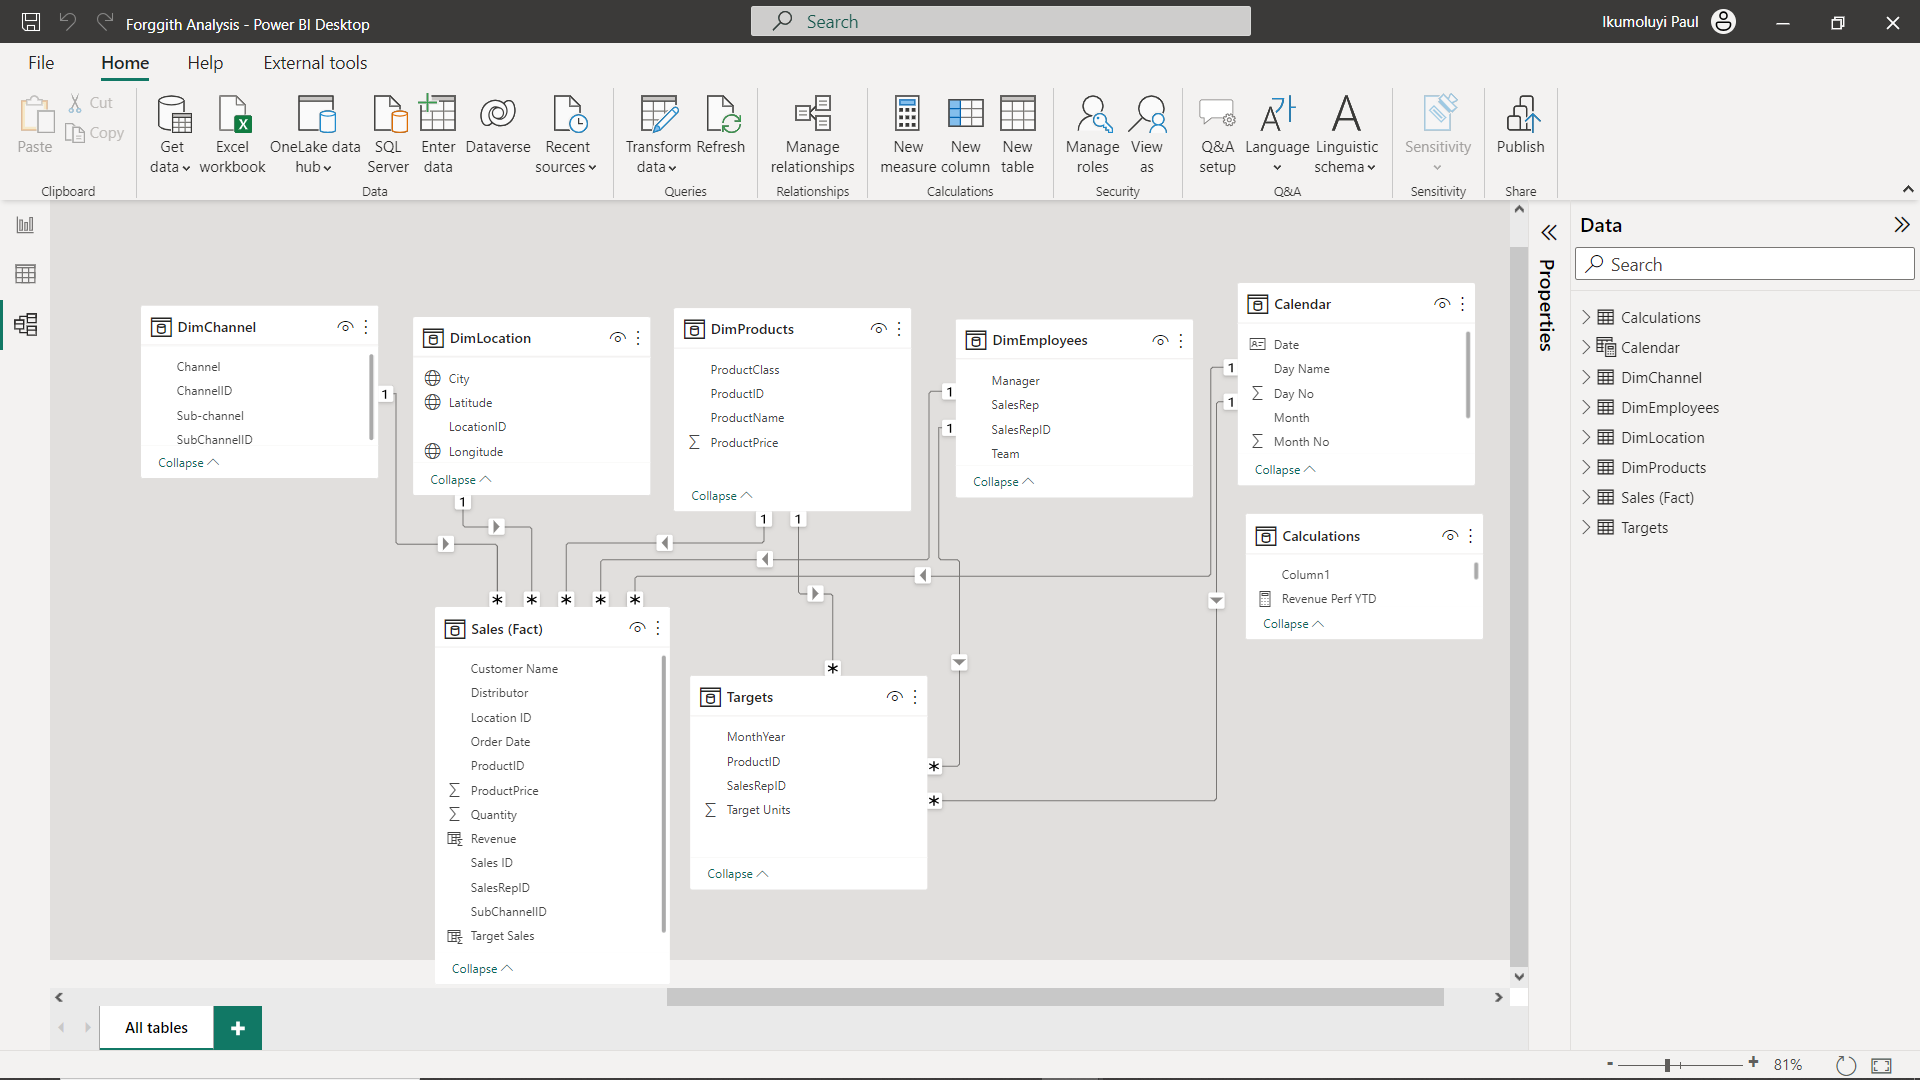 Forggith Analysis - Power BI Desktop
Search
Ikumoluyi Paul
File
Home
Help
External tools
Paste
Cut
Copy
Clipboard
Get data
Excel workbook
OneLake data hub
SQL Server
Enter data
Dataverse
Recent sources
Data
Transform data
Refresh
Queries
Manage relationships
Relationships
New measure
New column
New table
Calculations
Manage roles
View as
Security
Q&A setup
Language
Linguistic schema
Q&A
Sensitivity
Sensitivity
Publish
Share
DimChannel
Channel
ChannelID
Sub-channel
SubChannelID
Collapse
1
DimLocation
City
Latitude
LocationID
Longitude
Collapse
1
DimProducts
ProductClass
ProductID
ProductName
ProductPrice
Collapse
1
1
DimEmployees
Manager
SalesRep
SalesRepID
Team
Collapse
1
1
Calendar
Date
Day Name
Day No
Month
Month No
Collapse
1
1
Calculations
Column1
Revenue Perf YTD
Collapse
* * * * *
Sales (Fact)
Customer Name
Distributor
Location ID
Order Date
ProductID
ProductPrice
Quantity
Revenue
Sales ID
SalesRepID
SubChannelID
Target Sales
Collapse
*
Targets
MonthYear
ProductID
SalesRepID
Target Units
Collapse
*
*
Properties
Data
Search
Calculations
Calendar
DimChannel
DimEmployees
DimLocation
DimProducts
Sales (Fact)
Targets
All tables
+
- + 81%